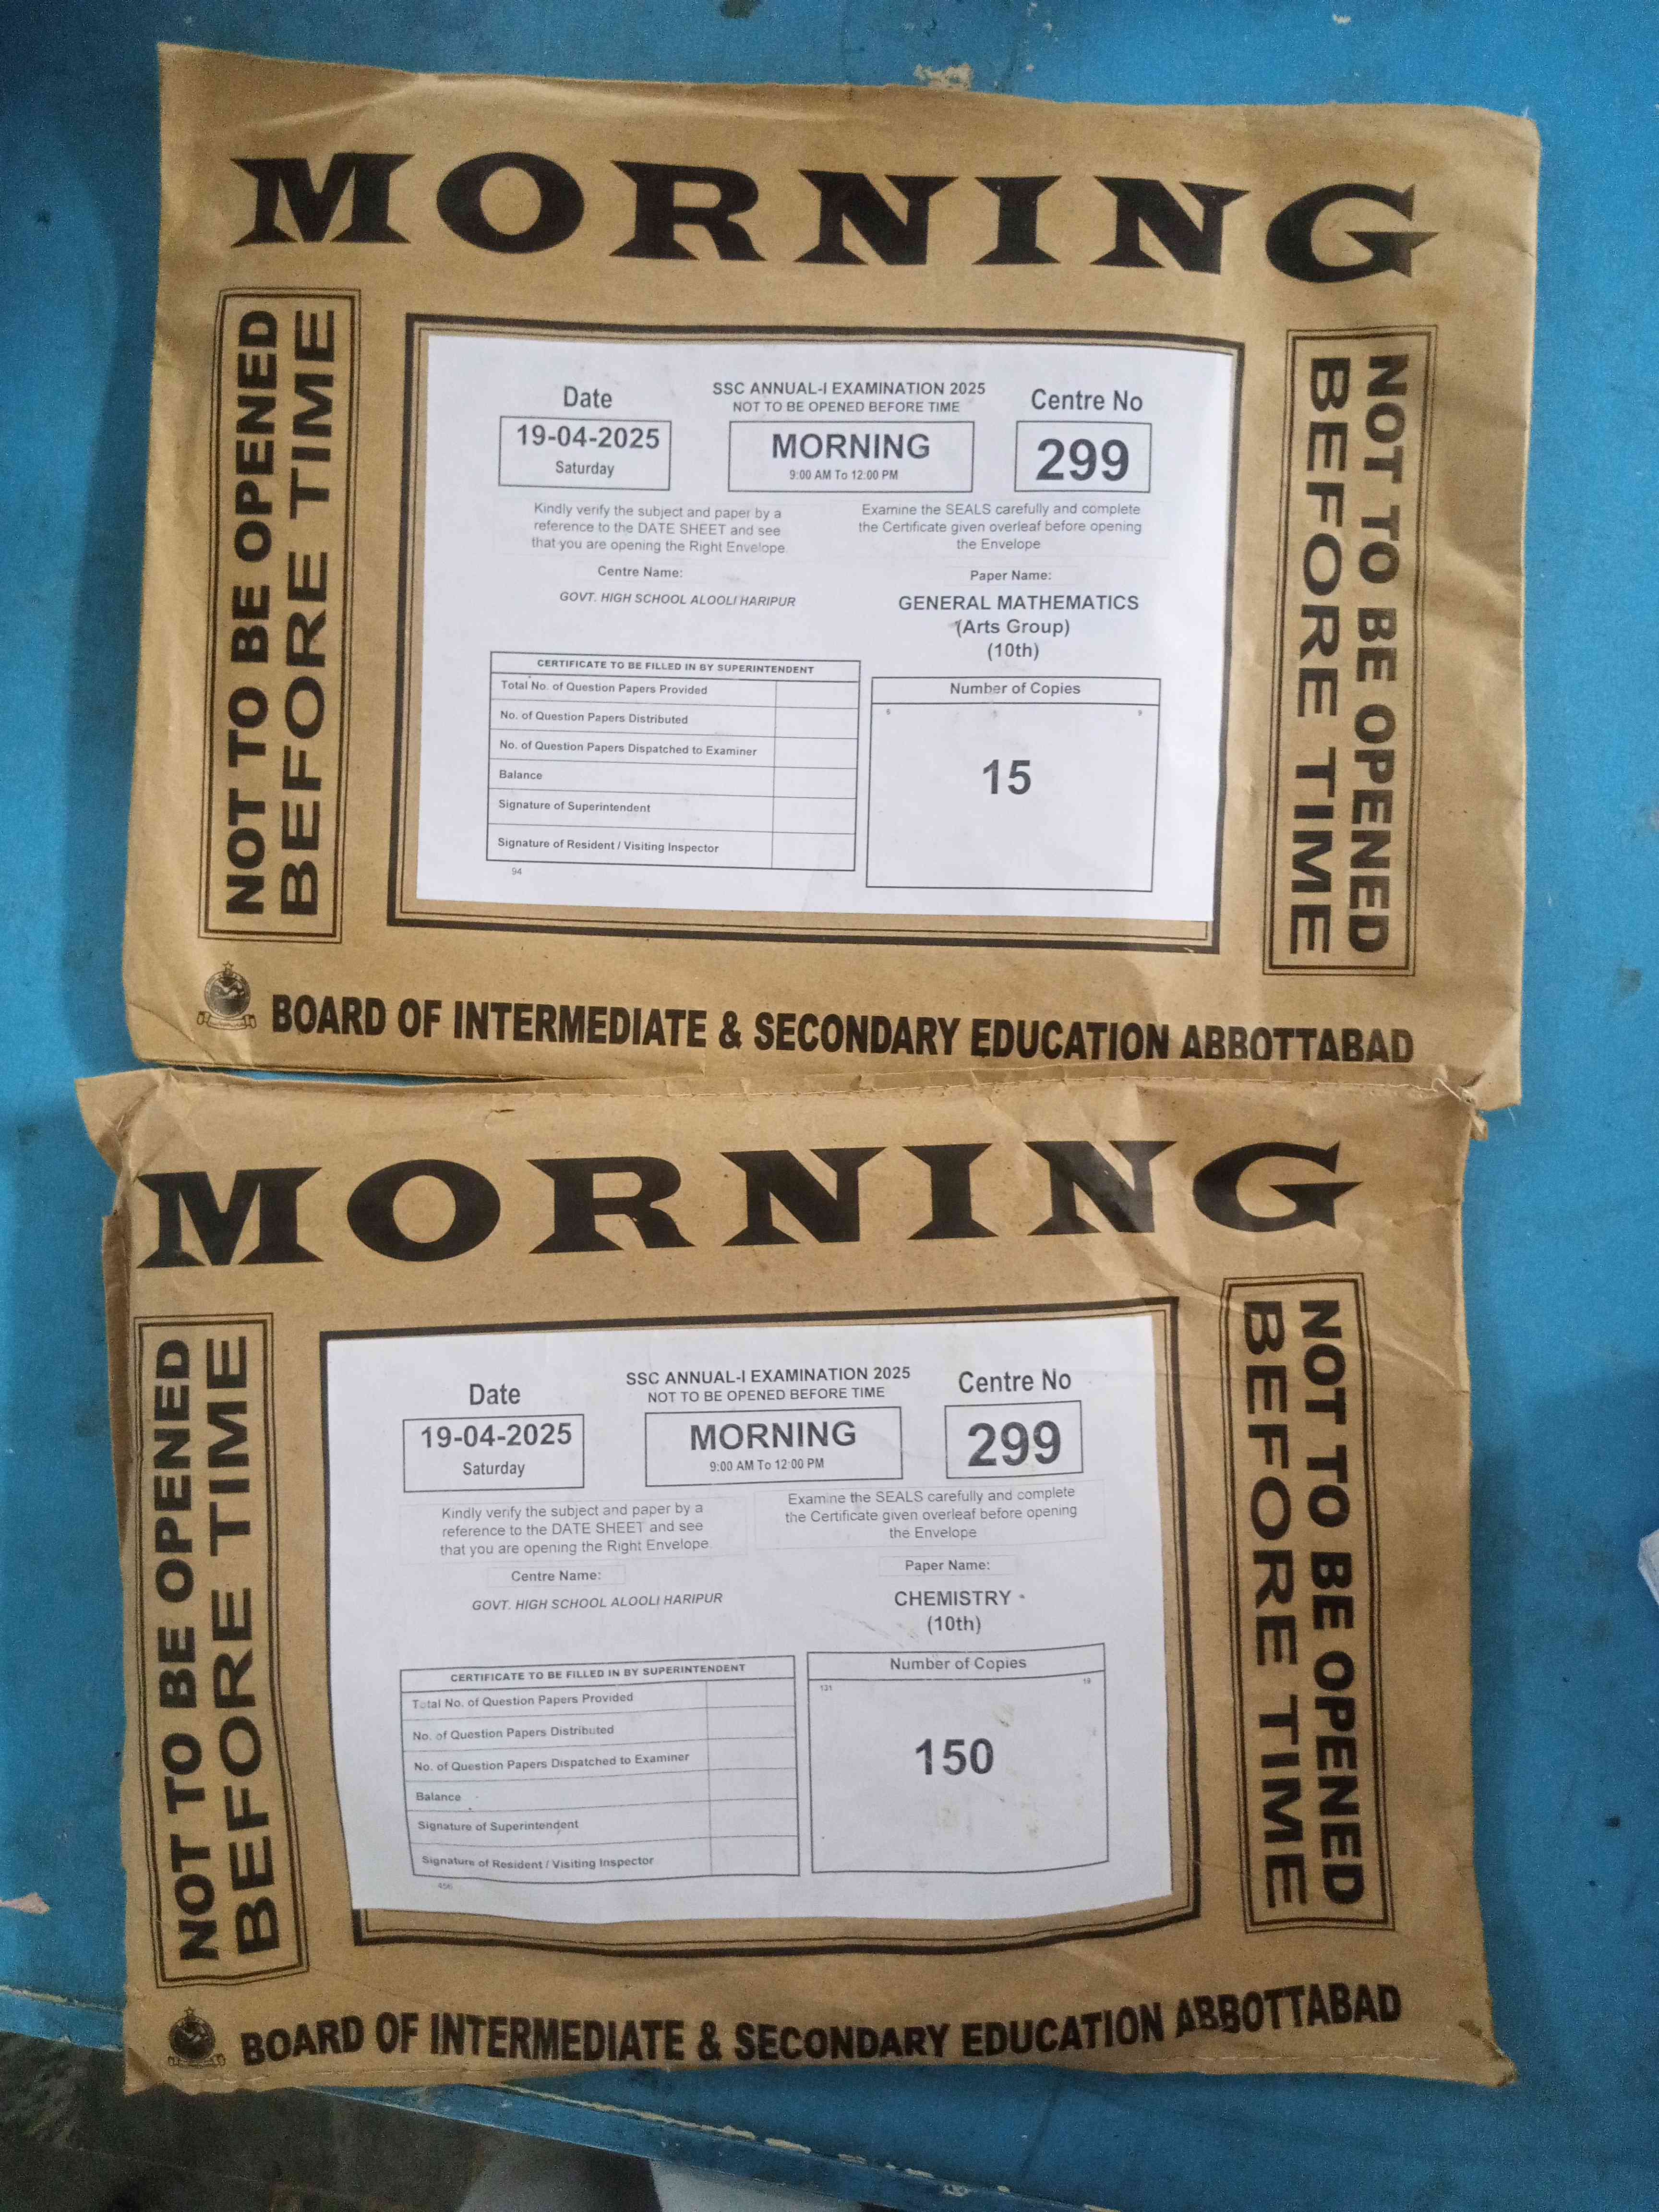 MORNING
NOT TO BE OPENED
BEFORE TIME
Date
19-04-2025
Saturday
SSC ANNUAL-I EXAMINATION 2025
NOT TO BE OPENED BEFORE TIME
MORNING
9:00 AM To 12:00 PM
Centre No
299
Kindly verify the subject and paper by a
reference to the DATE SHEET and see
that you are opening the Right Envelope.
Examine the SEALS carefully and complete
the Certificate given overleaf before opening
the Envelope
Centre Name:
GOVT. HIGH SCHOOL ALOOLI HARIPUR
Paper Name:
GENERAL MATHEMATICS
(Arts Group)
(10th)
CERTIFICATE TO BE FILLED IN BY SUPERINTENDENT
Total No. of Question Papers Provided
No. of Question Papers Distributed
No. of Question Papers Dispatched to Examiner
Balance
Signature of Superintendent
Signature of Resident / Visiting Inspector
94
Number of Copies
6 5 9
15
NOT TO BE OPENED
BEFORE TIME
BOARD OF INTERMEDIATE & SECONDARY EDUCATION ABBOTTABAD
MORNING
NOT TO BE OPENED
BEFORE TIME
Date
19-04-2025
Saturday
SSC ANNUAL-I EXAMINATION 2025
NOT TO BE OPENED BEFORE TIME
MORNING
9:00 AM To 12:00 PM
Centre No
299
Kindly verify the subject and paper by a
reference to the DATE SHEET and see
that you are opening the Right Envelope.
Examine the SEALS carefully and complete
the Certificate given overleaf before opening
the Envelope
Centre Name:
GOVT. HIGH SCHOOL ALOOLI HARIPUR
Paper Name:
CHEMISTRY
(10th)
CERTIFICATE TO BE FILLED IN BY SUPERINTENDENT
Total No. of Question Papers Provided
No. of Question Papers Distributed
No. of Question Papers Dispatched to Examiner
Balance
Signature of Superintendent
Signature of Resident / Visiting Inspector
456
Number of Copies
131 19
150
NOT TO BE OPENED
BEFORE TIME
BOARD OF INTERMEDIATE & SECONDARY EDUCATION ABBOTTABAD